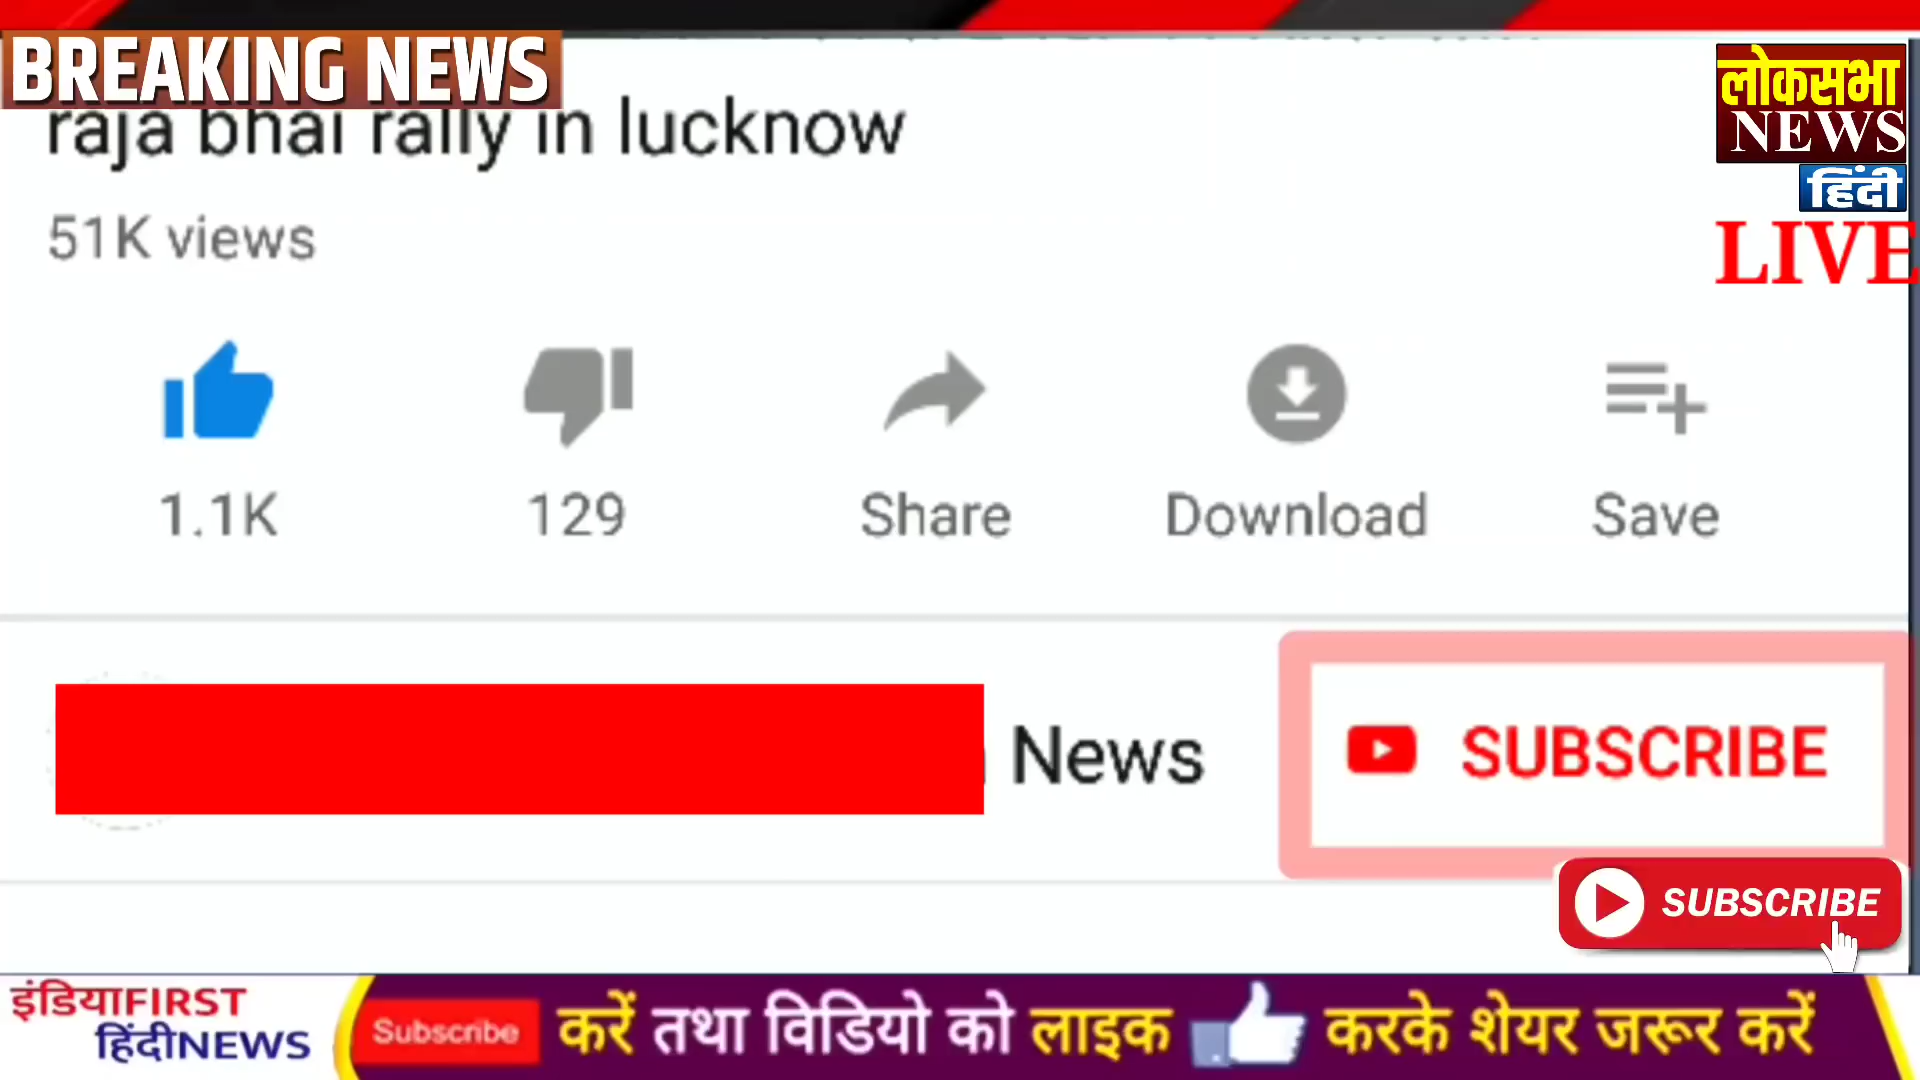 BREAKING NEWS
raja bhai rally in lucknow
51K views
लोकसभा
NEWS
हिंदी
LIVE
1.1K
129
Share
Download
Save
News
SUBSCRIBE
SUBSCRIBE
इंडियाFIRST
हिंदीNEWS
Subscribe करें तथा विडियो को लाइक करके शेयर जरूर करें